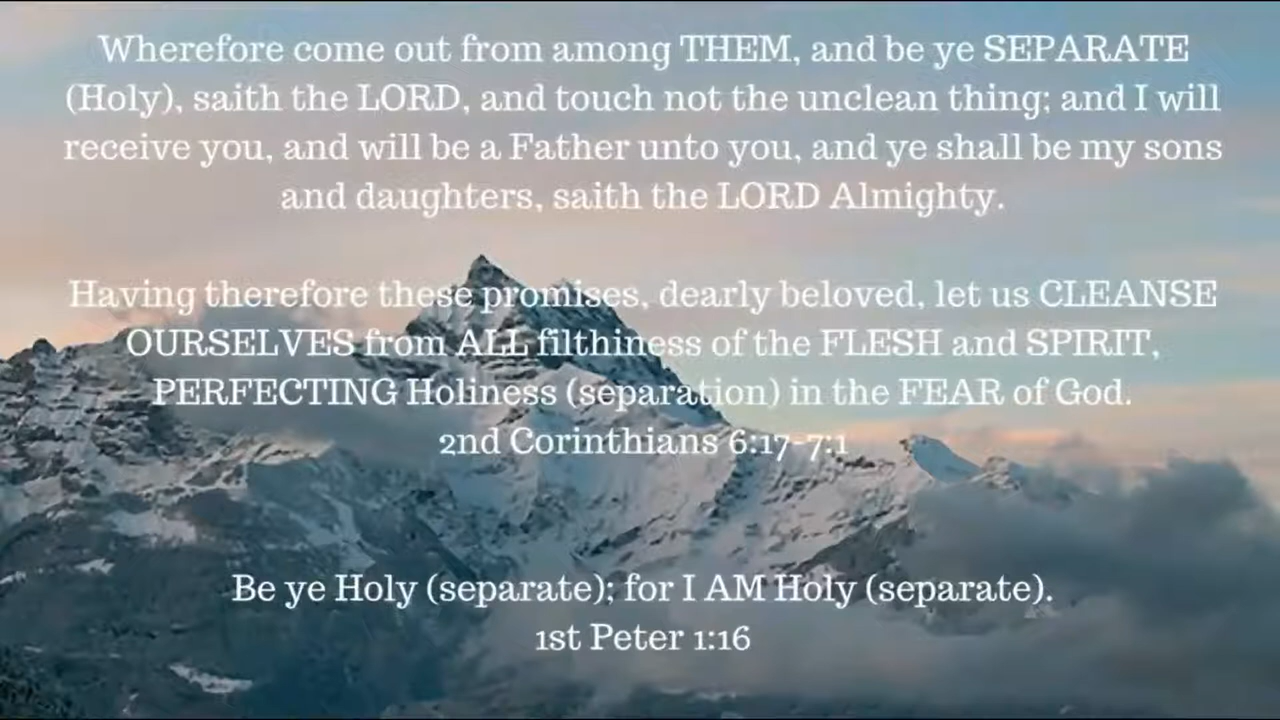 Wherefore come out from among THEM, and be ye SEPARATE
(Holy), saith the LORD, and touch not the unclean thing; and I will
receive you, and will be a Father unto you, and ye shall be my sons
and daughters, saith the LORD Almighty.
Having therefore these promises, dearly beloved, let us CLEANSE
OURSELVES from ALL filthiness of the FLESH and SPIRIT,
PERFECTING Holiness (separation) in the FEAR of God.
2nd Corinthians 6:17-7:1
Be ye Holy (separate); for I AM Holy (separate).
1st Peter 1:16